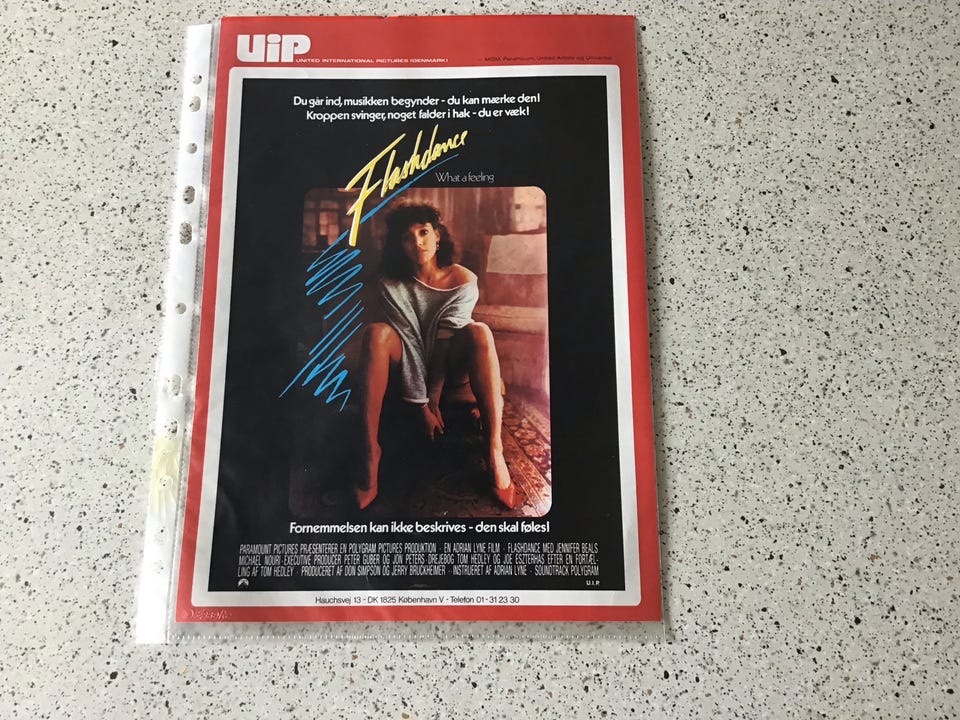 UiP
UNITED INTERNATIONAL PICTURES (DENMARK)
MGM, Paramount, United Artists og Universal
Du går ind, musikken begynder - du kan mærke den!
Kroppen svinger, noget falder i hak - du er væk!
Flashdance
What a feeling
Fornemmelsen kan ikke beskrives - den skal føles!
PARAMOUNT PICTURES PRÆSENTERER EN POLYGRAM PICTURES PRODUKTION · EN ADRIAN LYNE FILM · FLASHDANCE MED JENNIFER BEALS
MICHAEL NOURI · EXECUTIVE PRODUCER PETER GUBER OG JON PETERS · DREJEBOG TOM HEDLEY OG JOE ESZTERHAS EFTER EN FORTÆL-
LING AF TOM HEDLEY · PRODUCERET AF DON SIMPSON OG JERRY BRUCKHEIMER · INSTRUERET AF ADRIAN LYNE · SOUNDTRACK POLYGRAM
U.I.P.
Hauchsvej 13 - DK 1825 København V - Telefon 01 - 31 23 30